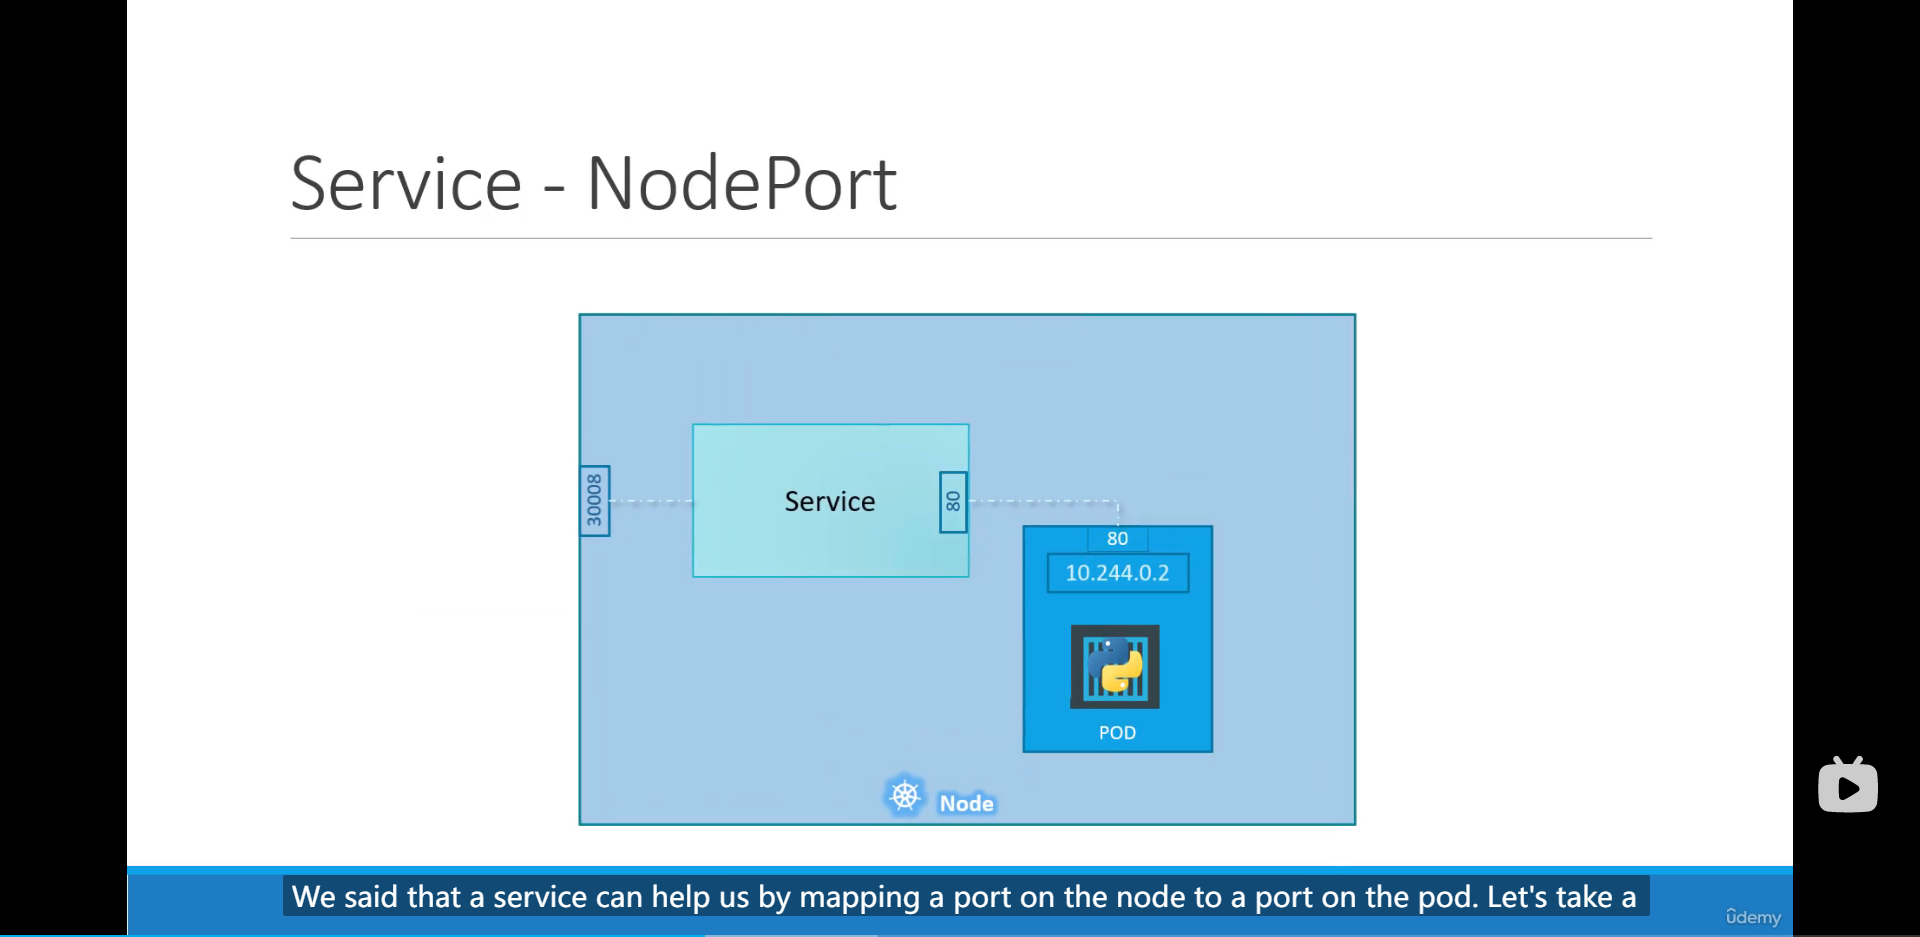 Service - NodePort
30008
Service
80
80
10.244.0.2
POD
Node
We said that a service can help us by mapping a port on the node to a port on the pod. Let's take a
ûdemy